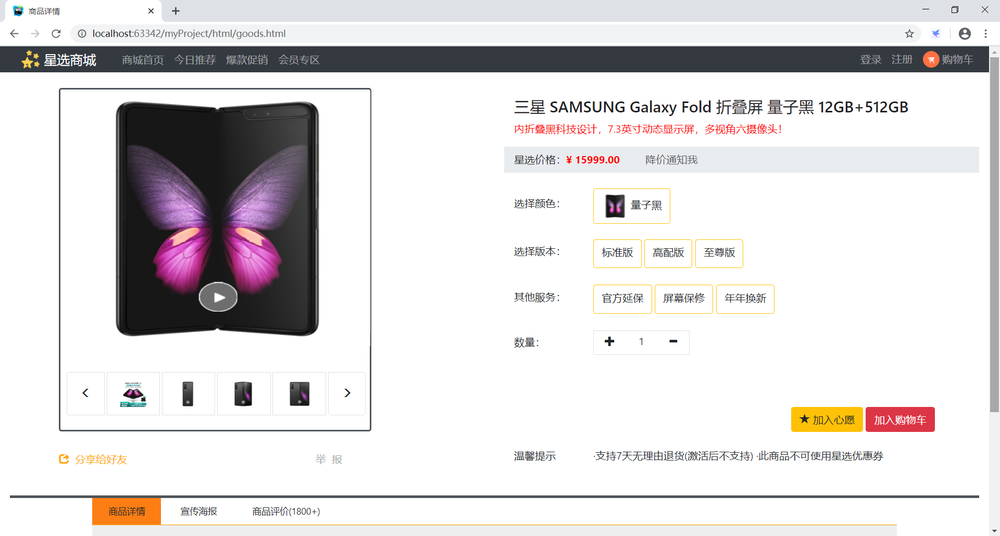 商品详情
localhost:63342/myProject/html/goods.html
星选商城 商城首页 今日推荐 爆款促销 会员专区 登录 注册 购物车
三星 SAMSUNG Galaxy Fold 折叠屏 量子黑 12GB+512GB
内折叠黑科技设计，7.3英寸动态显示屏，多视角六摄像头！
星选价格：¥ 15999.00 降价通知我
选择颜色： 量子黑
选择版本： 标准版 高配版 至尊版
其他服务： 官方延保 屏幕保修 年年换新
数量： 1
加入心愿 加入购物车
分享给好友 举 报
温馨提示 ·支持7天无理由退货(激活后不支持) ·此商品不可使用星选优惠券
商品详情 宣传海报 商品评价(1800+)